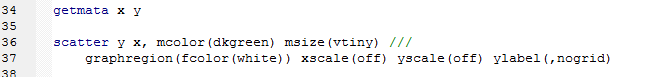 34 getmata x y
35
36 scatter y x, mcolor(dkgreen) msize(vtiny) ///
37 graphregion(fcolor(white)) xscale(off) yscale(off) ylabel(,nogrid)
38